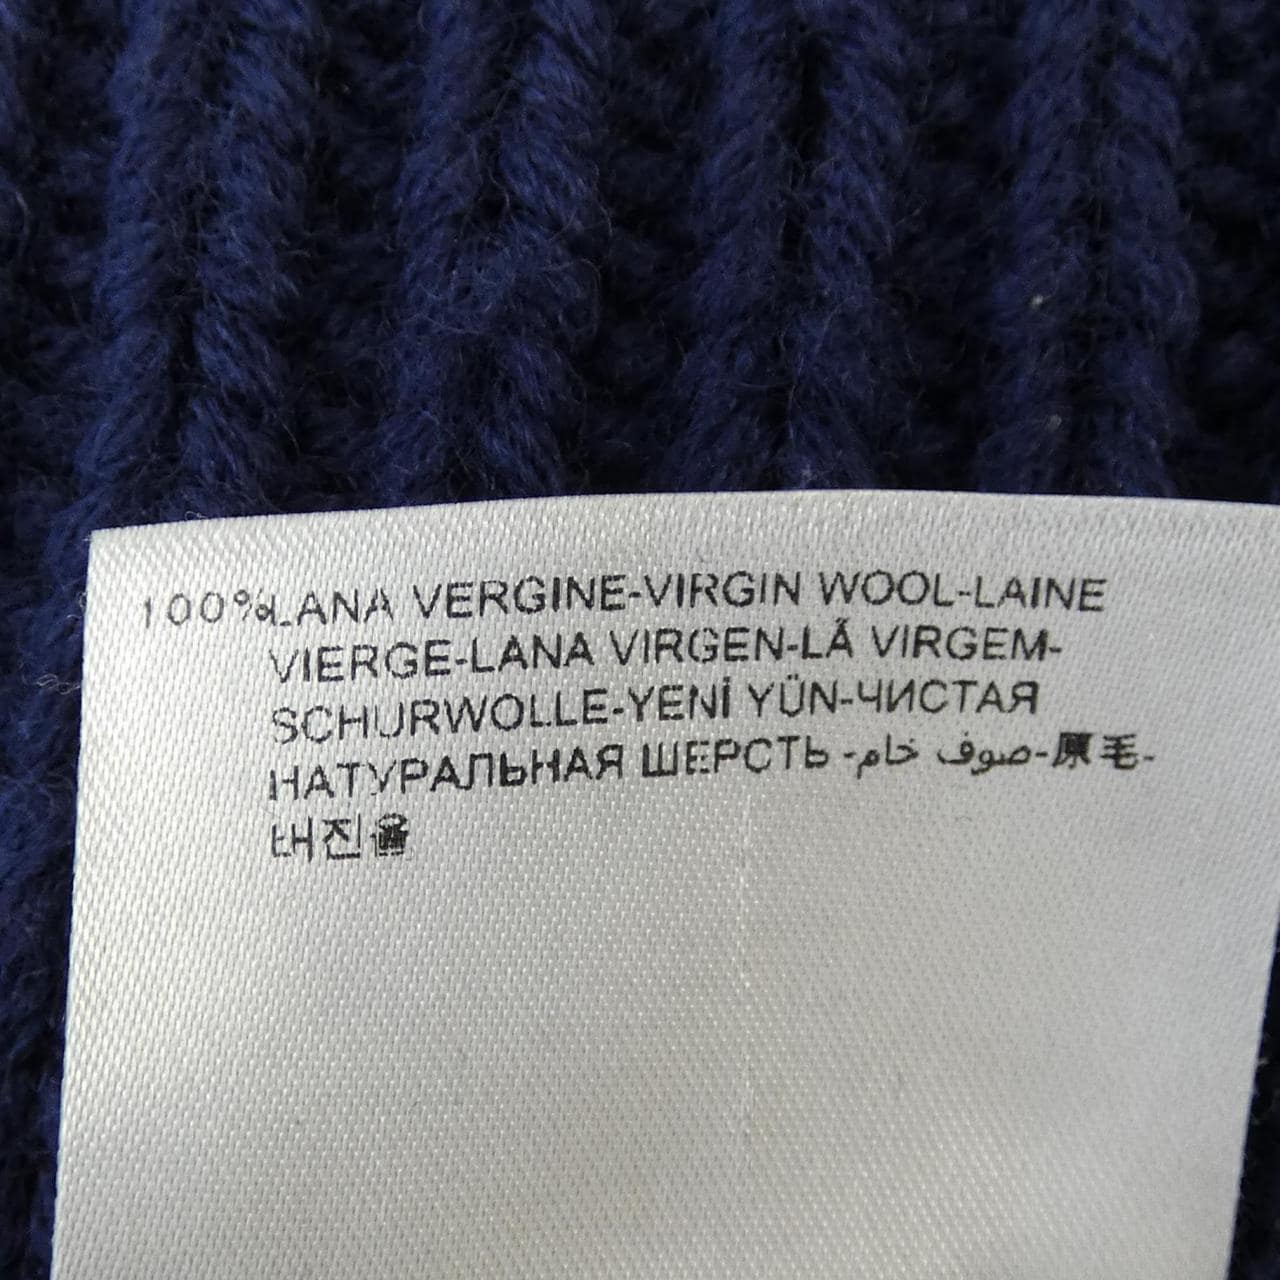 100%LANA VERGINE-VIRGIN WOOL-LAINE
VIERGE-LANA VIRGEN-LÃ VIRGEM-
SCHURWOLLE-YENİ YÜN-ЧИСТАЯ
НАТУРАЛЬНАЯ ШЕРСТЬ -صوف خام-原毛-
버진울